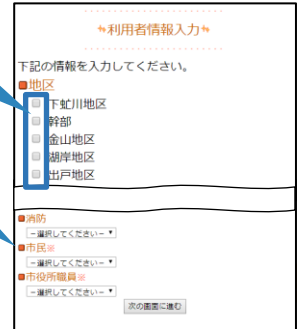 利用者情報入力
下記の情報を入力してください。
■地区
下虻川地区
幹部
金山地区
湖岸地区
出戸地区
■消防
－選択してください－
■市民※
－選択してください－
■市役所職員※
－選択してください－
次の画面に進む